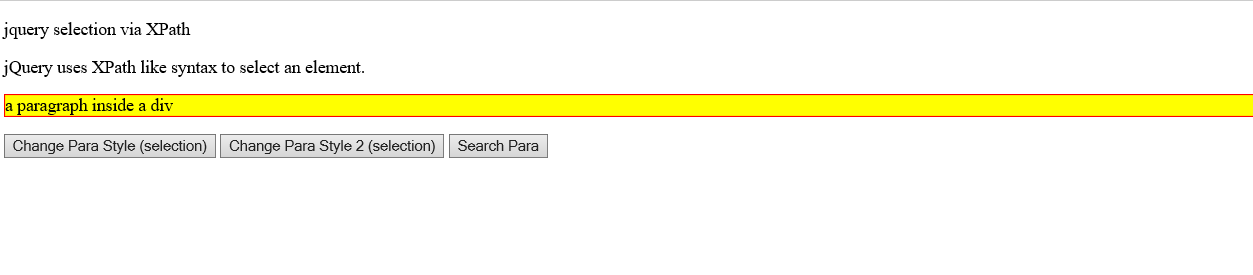 jquery selection via XPath
jQuery uses XPath like syntax to select an element.
a paragraph inside a div
Change Para Style (selection) Change Para Style 2 (selection) Search Para